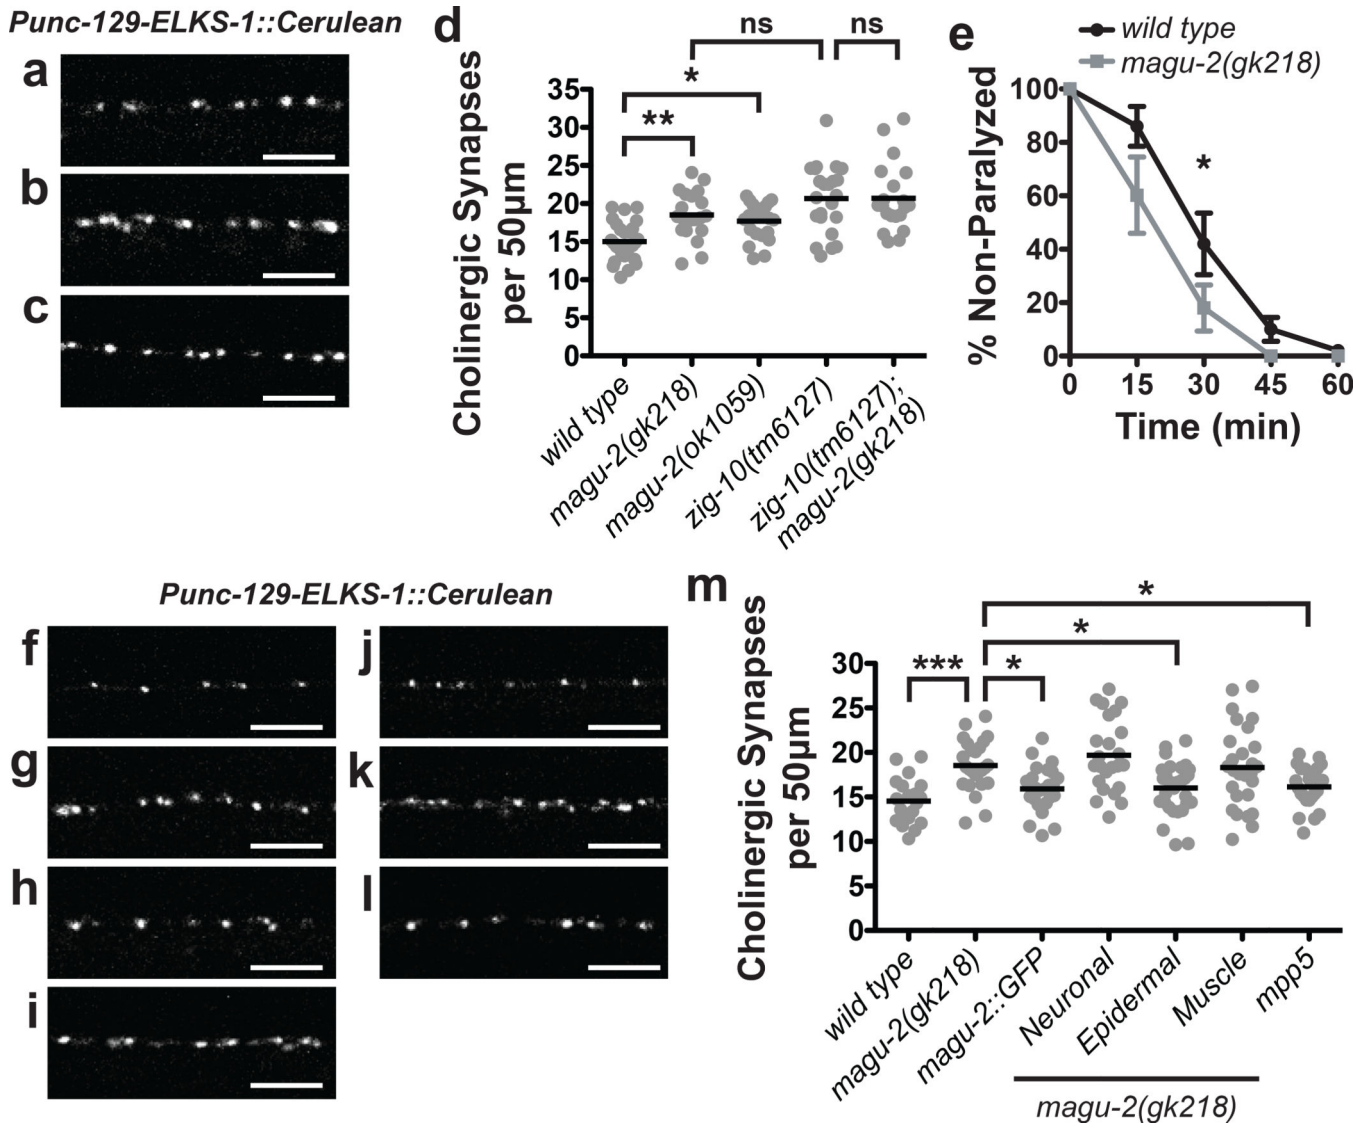 Punc-129-ELKS-1::Cerulean
a
b
c
d
Cholinergic Synapses
per 50µm
35
30
25
20
15
10
5
0
ns
ns
*
**
wild type
magu-2(gk218)
magu-2(ok1059)
zig-10(tm6127)
zig-10(tm6127);
magu-2(gk218)
e
wild type
magu-2(gk218)
% Non-Paralyzed
100
80
60
40
20
0
*
0 15 30 45 60
Time (min)
Punc-129-ELKS-1::Cerulean
f
g
h
i
j
k
l
m
Cholinergic Synapses
per 50µm
30
25
20
15
10
5
0
*
*
*** *
wild type
magu-2(gk218)
magu-2::GFP
Neuronal
Epidermal
Muscle
mpp5
magu-2(gk218)